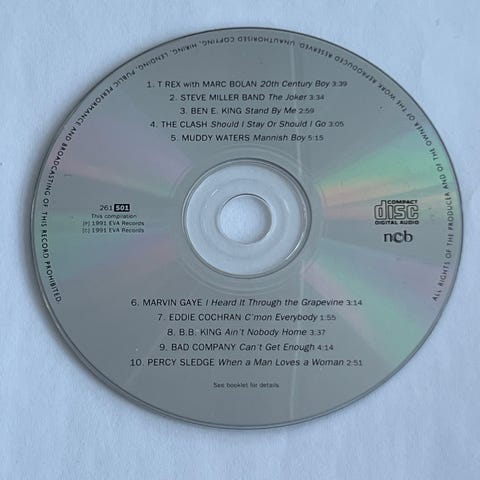 ALL RIGHTS OF THE PRODUCER AND OF THE OWNER OF THE WORK REPRODUCED RESERVED. UNAUTHORISED COPYING, HIRING, LENDING, PUBLIC PERFORMANCE AND BROADCASTING OF THIS RECORD PROHIBITED.
1. T REX with MARC BOLAN 20th Century Boy 3:39
2. STEVE MILLER BAND The Joker 3:34
3. BEN E. KING Stand By Me 2:59
4. THE CLASH Should I Stay Or Should I Go 3:05
5. MUDDY WATERS Mannish Boy 5:15
261 501
This compilation
(P) 1991 EVA Records
(C) 1991 EVA Records
COMPACT
disc
DIGITAL AUDIO
ncb
6. MARVIN GAYE I Heard It Through the Grapevine 3:14
7. EDDIE COCHRAN C'mon Everybody 1:55
8. B.B. KING Ain't Nobody Home 3:37
9. BAD COMPANY Can't Get Enough 4:14
10. PERCY SLEDGE When a Man Loves a Woman 2:51
See booklet for details